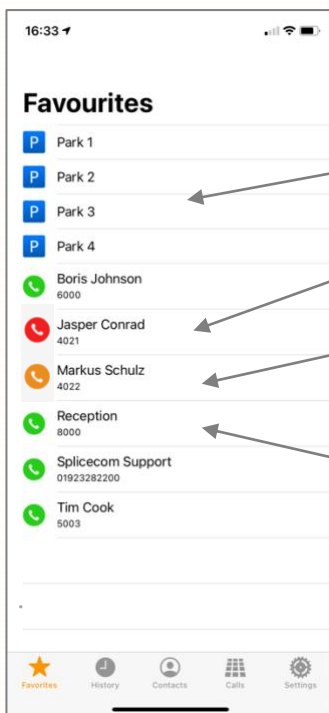 16:33
Favourites
P Park 1
P Park 2
P Park 3
P Park 4
Boris Johnson
6000
Jasper Conrad
4021
Markus Schulz
4022
Reception
8000
Splicecom Support
01923282200
Tim Cook
5003
Favorites History Contacts Calls Settings